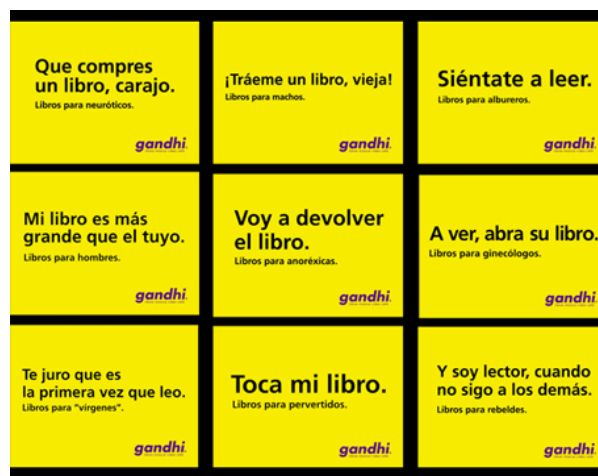 Que compres
un libro, carajo.
Libros para neuróticos.
gandhi
¡Tráeme un libro, vieja!
Libros para machos.
gandhi
Siéntate a leer.
Libros para albureros.
gandhi
Mi libro es más
grande que el tuyo.
Libros para hombres.
gandhi
Voy a devolver
el libro.
Libros para anoréxicas.
gandhi
A ver, abra su libro.
Libros para ginecólogos.
gandhi
Te juro que es
la primera vez que leo.
Libros para "vírgenes".
gandhi
Toca mi libro.
Libros para pervertidos.
gandhi
Y soy lector, cuando
no sigo a los demás.
Libros para rebeldes.
gandhi